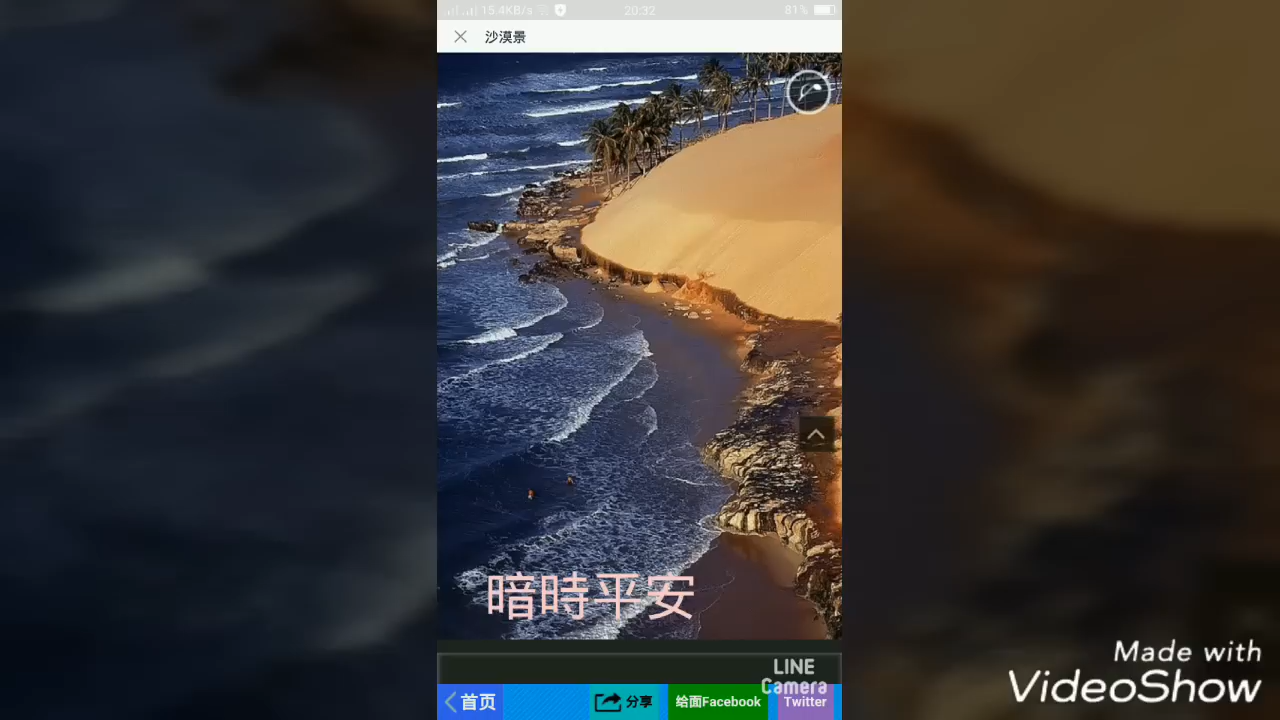 15.4KB/s
20:32
81%
沙漠景
暗時平安
LINE
Camera
首页
分享
给面Facebook
Twitter
Made with
VideoShow